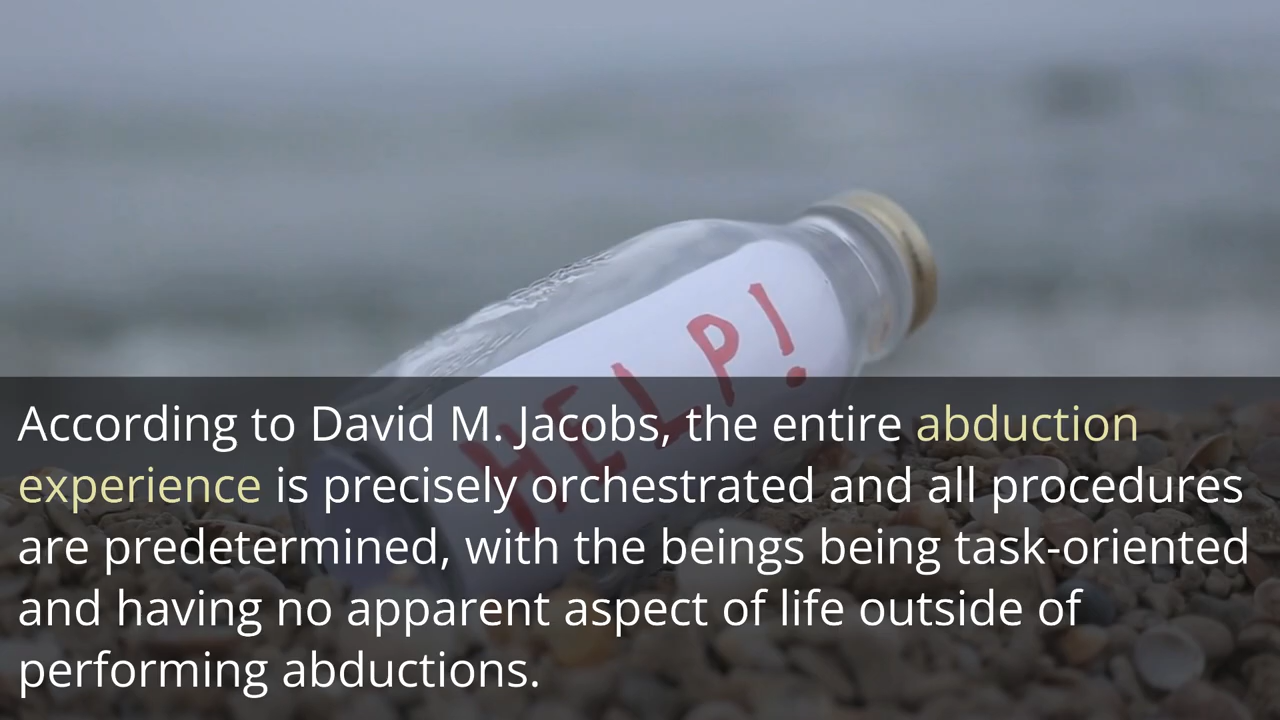 HELP!
According to David M. Jacobs, the entire abduction
experience is precisely orchestrated and all procedures
are predetermined, with the beings being task-oriented
and having no apparent aspect of life outside of
performing abductions.